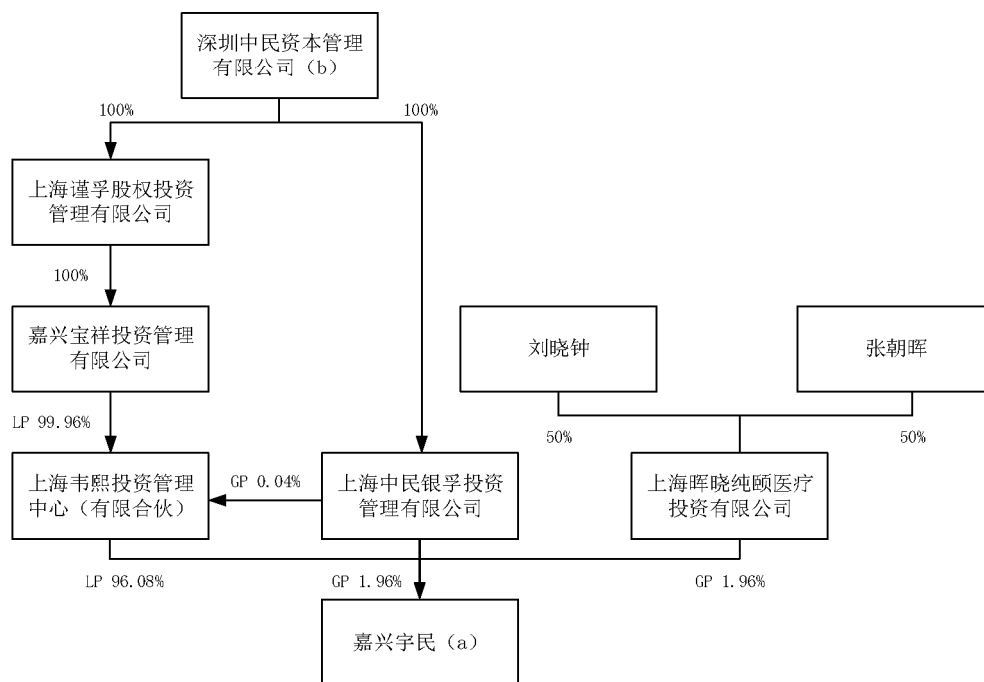 深圳中民资本管理
有限公司（b）
100%
100%
上海谨孚股权投资
管理有限公司
100%
嘉兴宝祥投资管理
有限公司
刘晓钟
张朝晖
LP 99.96%
50%
50%
上海韦熙投资管理
中心（有限合伙）
GP 0.04%
上海中民银孚投资
管理有限公司
上海晖晓纯颐医疗
投资有限公司
LP 96.08%
GP 1.96%
GP 1.96%
嘉兴宇民（a）